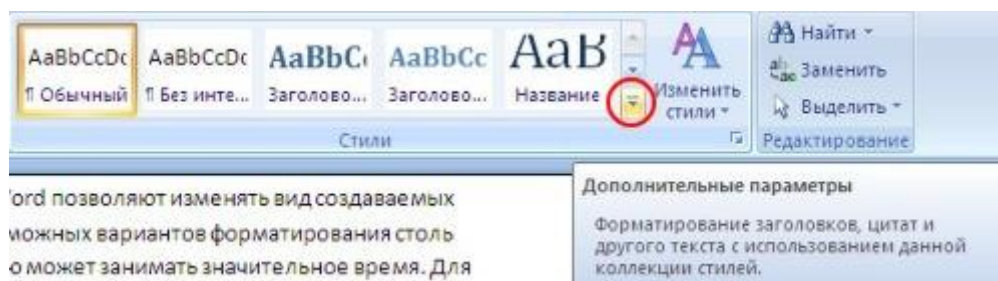 AaBbCcDc AaBbCcDc AaBbC AaBbCc AaB
¶ Обычный ¶ Без инте... Заголово... Заголово... Название
Изменить
стили
Найти
Заменить
Выделить
Стили
Редактирование
ord позволяют изменять вид создаваемых
можных вариантов форматирования столь
о может занимать значительное время. Для
Дополнительные параметры
Форматирование заголовков, цитат и
другого текста с использованием данной
коллекции стилей.